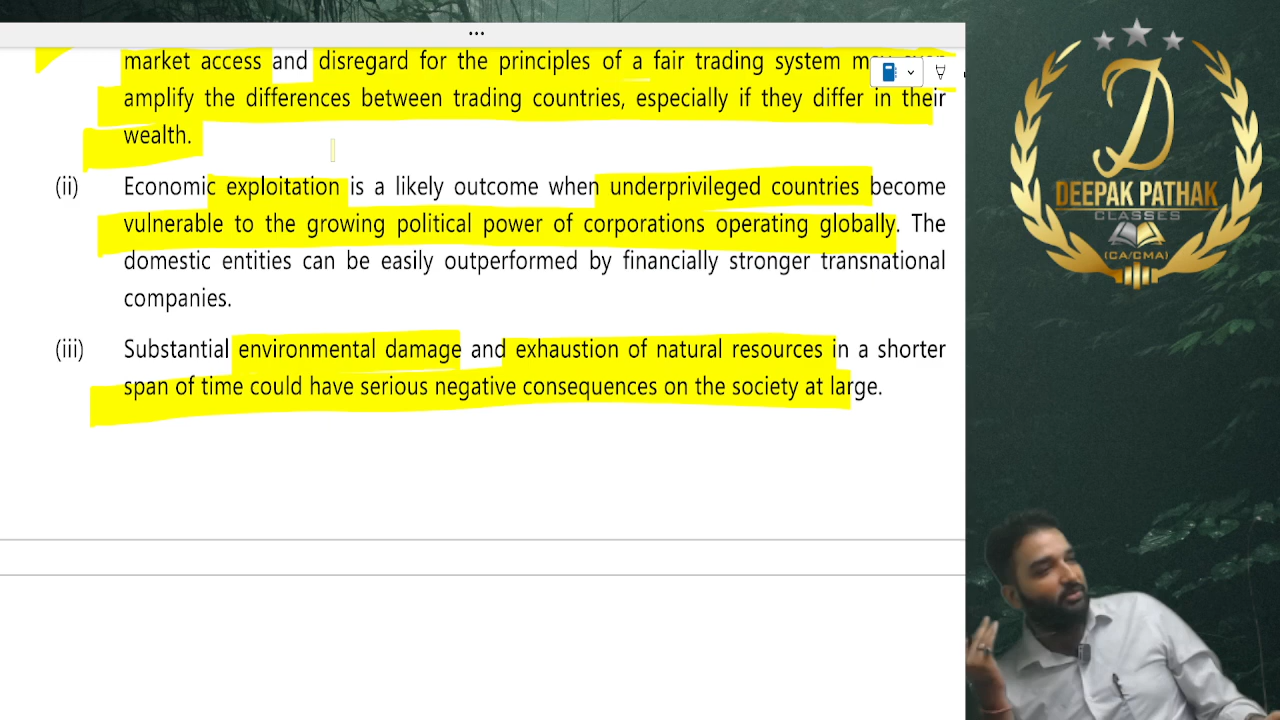 ...
market access and disregard for the principles of a fair trading system may even
amplify the differences between trading countries, especially if they differ in their
wealth.
(ii) Economic exploitation is a likely outcome when underprivileged countries become
vulnerable to the growing political power of corporations operating globally. The
domestic entities can be easily outperformed by financially stronger transnational
companies.
(iii) Substantial environmental damage and exhaustion of natural resources in a shorter
span of time could have serious negative consequences on the society at large.
D
DEEPAK PATHAK
CLASSES
(CA/CMA)